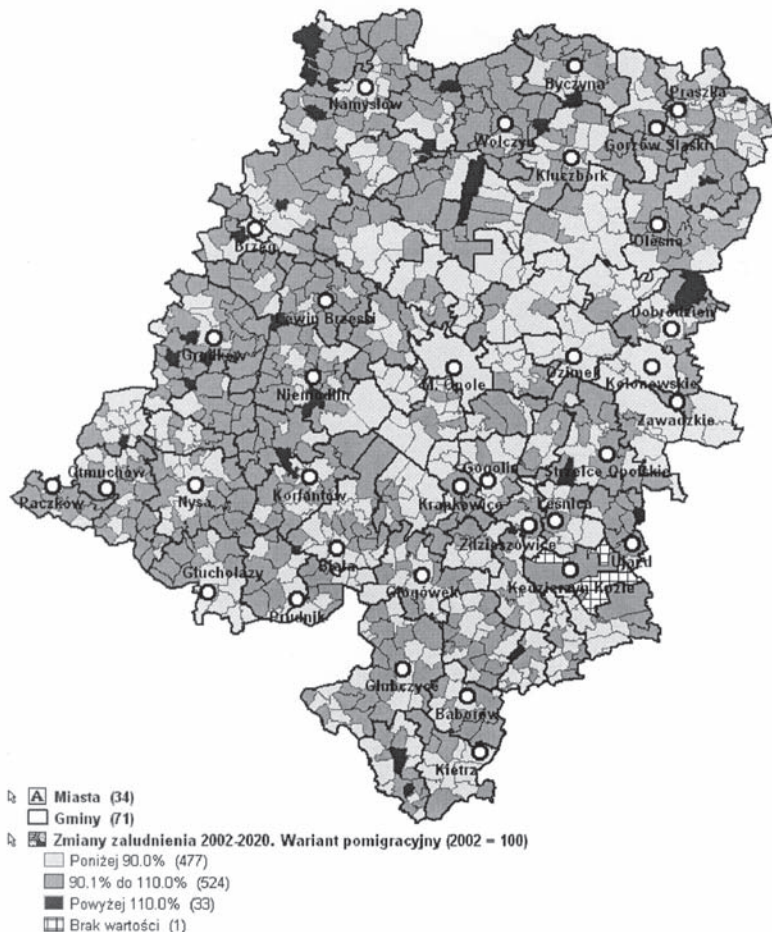 Namysłów
Byczyna
Praszka
Wołczyn
Gorzów Śląski
Kluczbork
Brzeg
Olesno
Lewin Brzeski
Dobrodzień
Grodków
Niemodlin
M. Opole
Ozimek
Kolonowskie
Zawadzkie
Otmuchów
Paczków
Nysa
Korfantów
Gogolin
Krapkowice
Strzelce Opolskie
Leśnica
Zdzieszowice
Ujazd
Biała
Głogówek
Kędzierzyn Koźle
Głuchołazy
Prudnik
Głubczyce
Baborów
Kietrz
A Miasta (34)
Gminy (71)
Zmiany zaludnienia 2002-2020. Wariant pomigracyjny (2002 = 100)
Poniżej 90.0% (477)
90.1% do 110.0% (524)
Powyżej 110.0% (33)
Brak wartości (1)